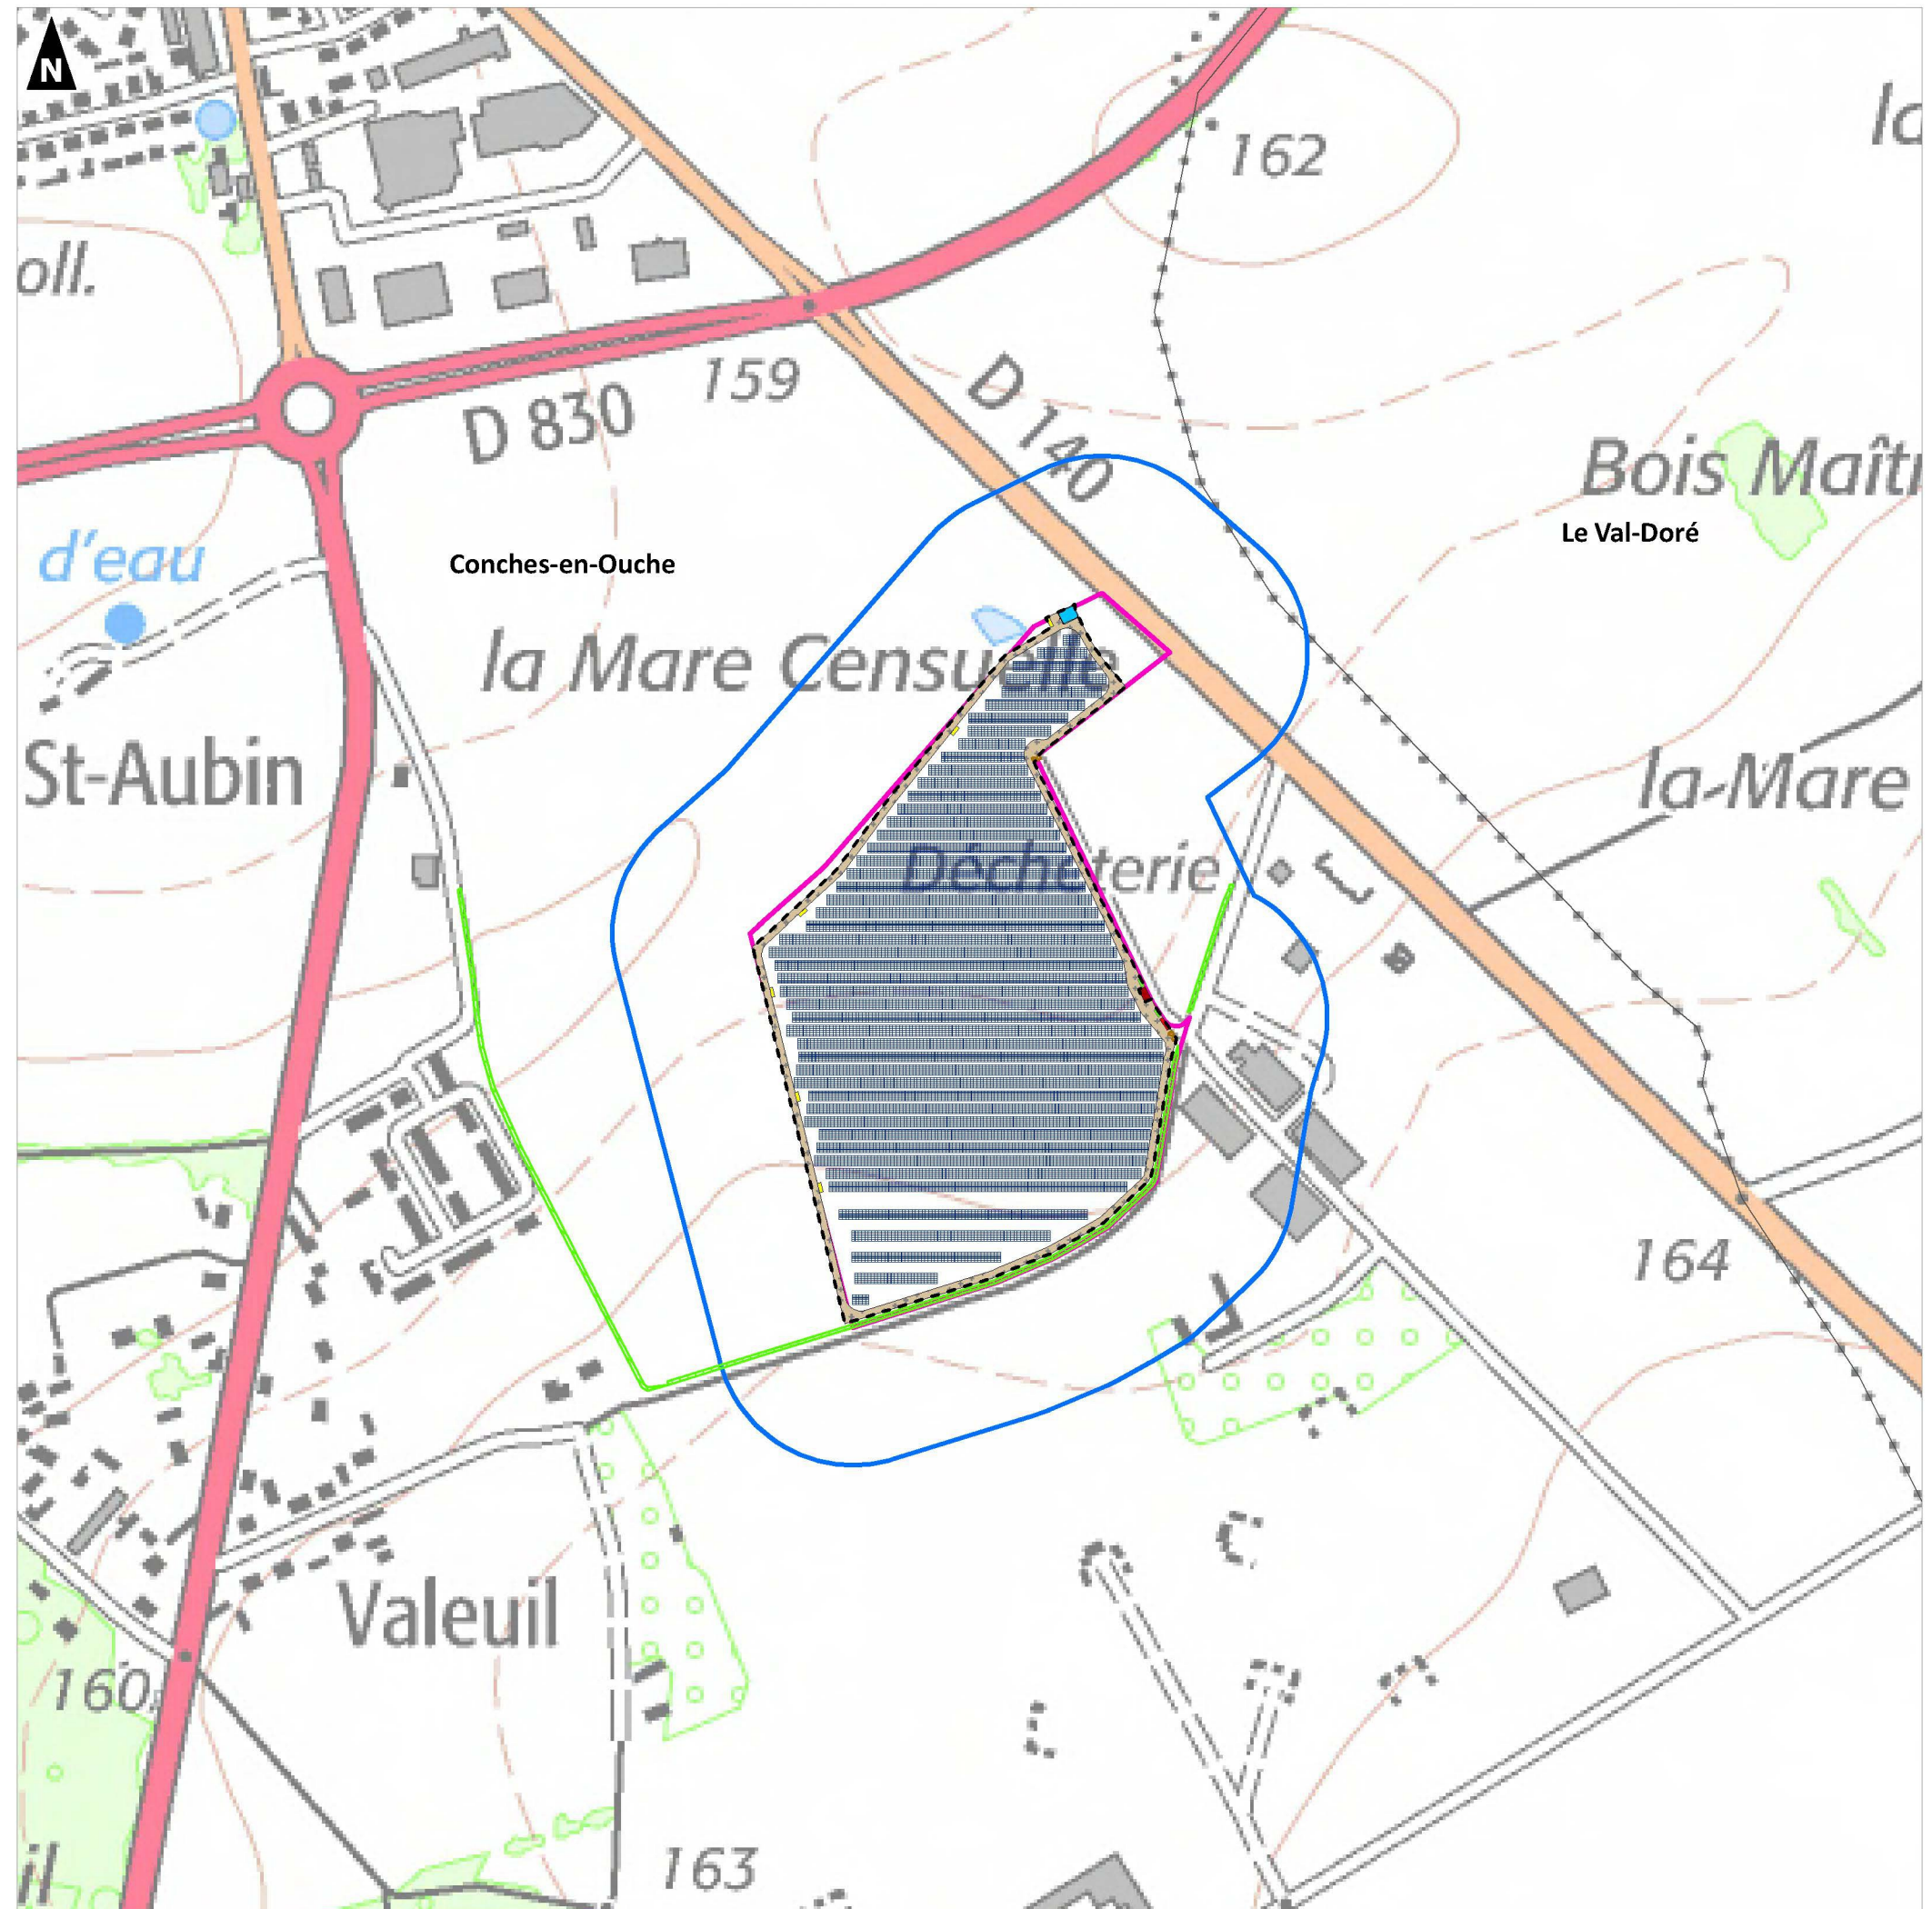 N
162
oll.
159
D 830
D 140
Bois Maîtr
Le Val-Doré
d'eau
Conches-en-Ouche
la Mare Censuelle
St-Aubin
la-Mare
Déchèterie
164
Valeuil
160
163
il